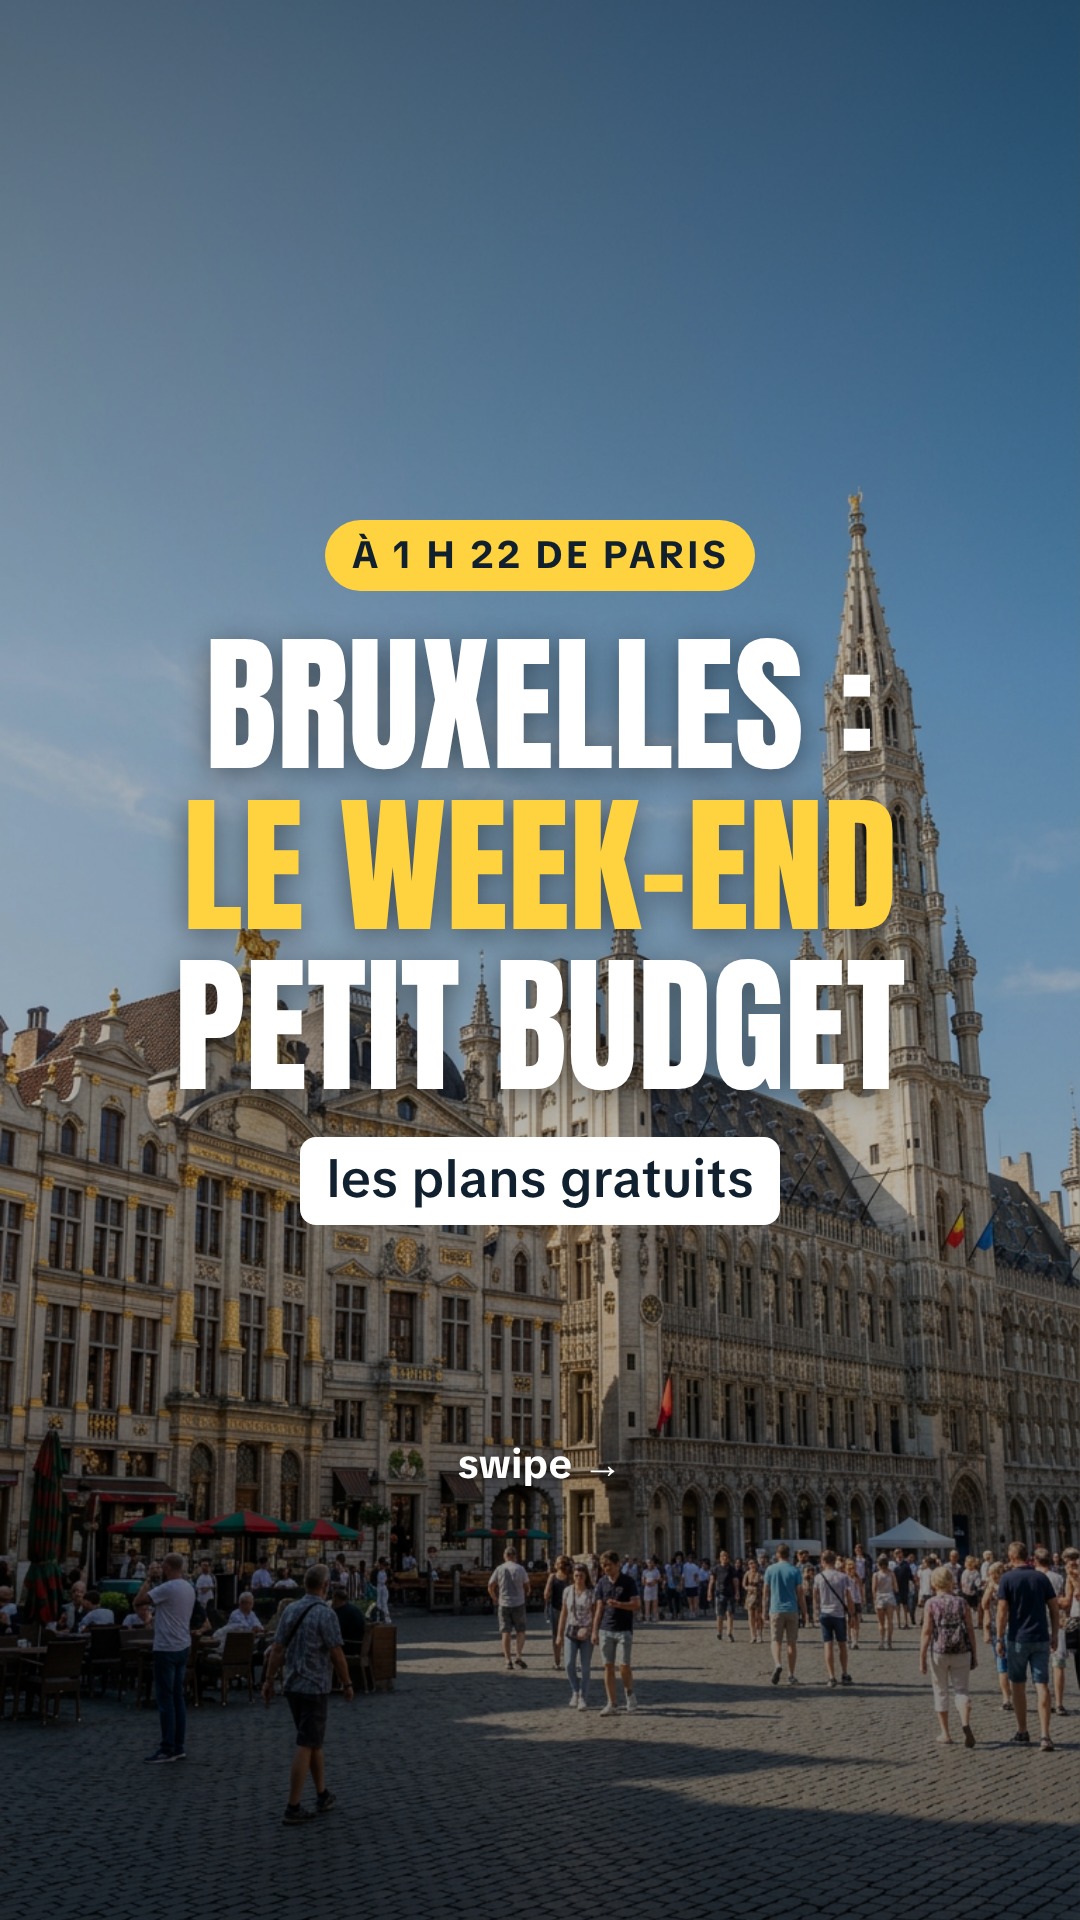 À 1 H 22 DE PARIS
BRUXELLES :
LE WEEK-END
PETIT BUDGET
les plans gratuits
swipe →